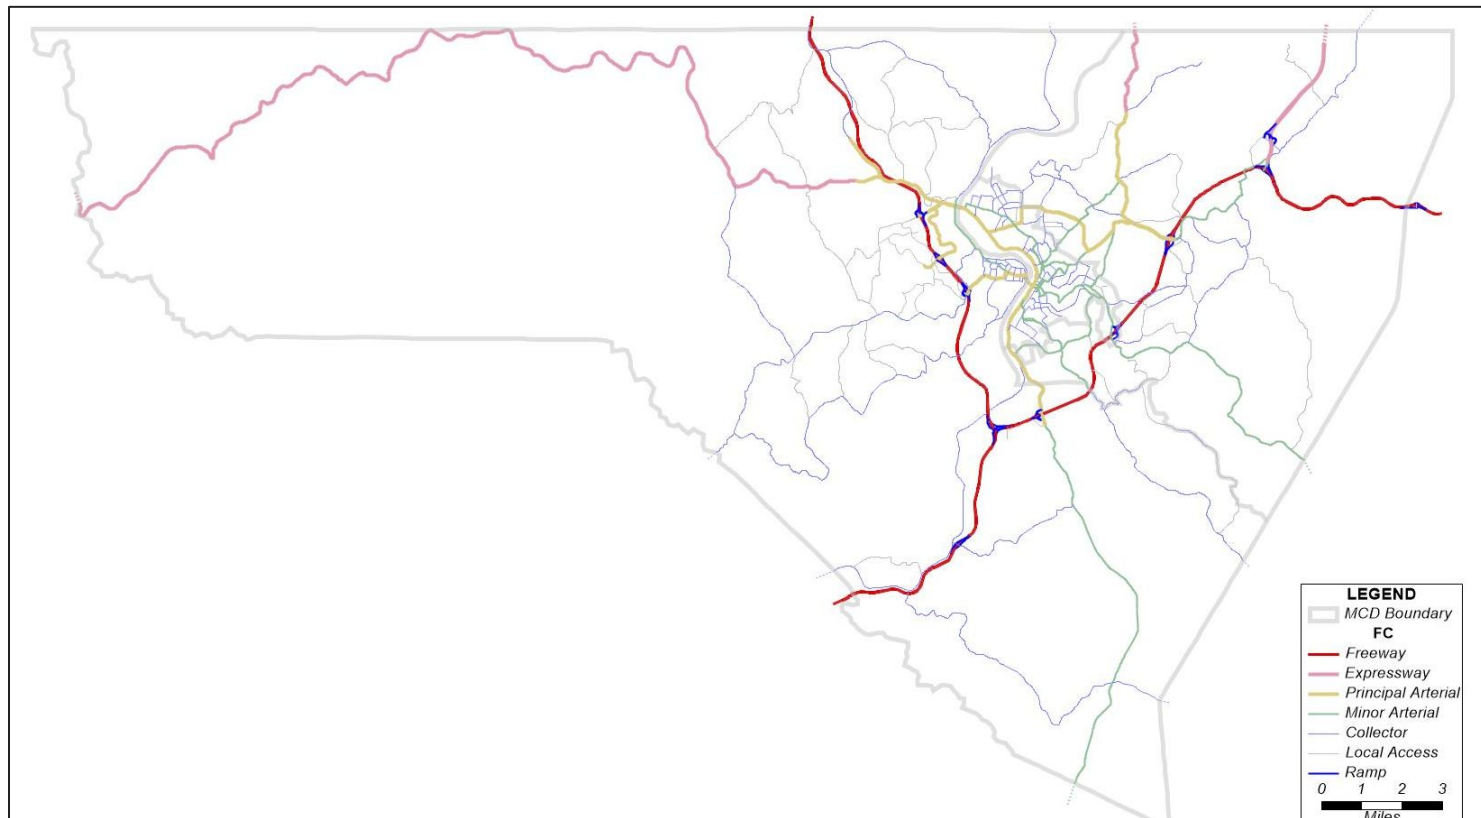 LEGEND
MCD Boundary
FC
Freeway
Expressway
Principal Arterial
Minor Arterial
Collector
Local Access
Ramp
0 1 2 3
Miles